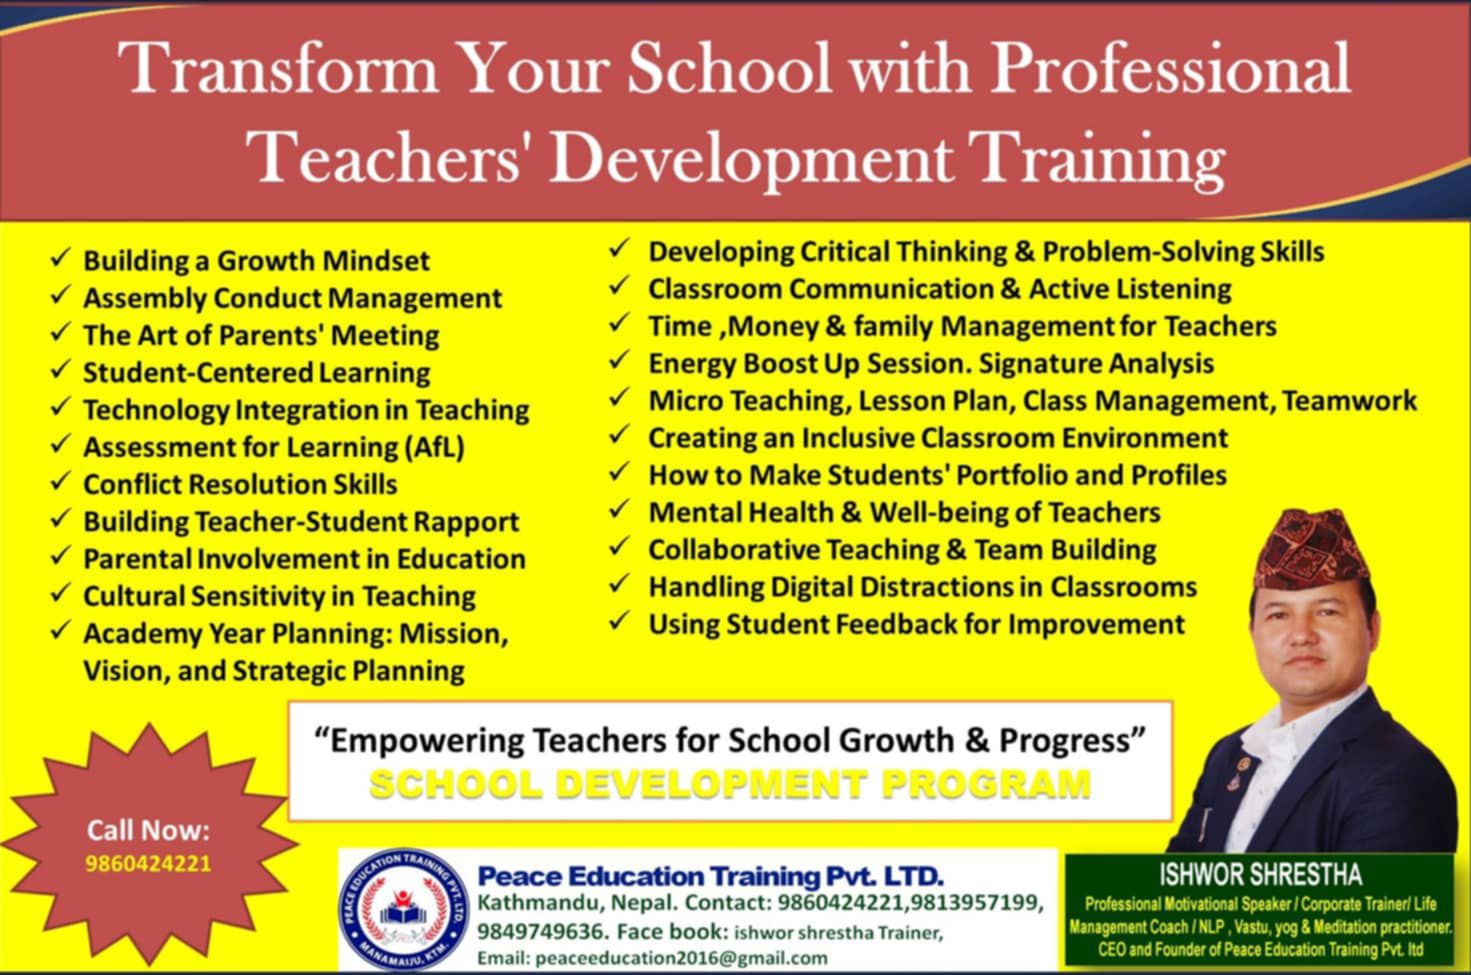 Transform Your School with Professional
Teachers' Development Training
✓ Building a Growth Mindset
✓ Assembly Conduct Management
✓ The Art of Parents' Meeting
✓ Student-Centered Learning
✓ Technology Integration in Teaching
✓ Assessment for Learning (AfL)
✓ Conflict Resolution Skills
✓ Building Teacher-Student Rapport
✓ Parental Involvement in Education
✓ Cultural Sensitivity in Teaching
✓ Academy Year Planning: Mission,
Vision, and Strategic Planning
✓ Developing Critical Thinking & Problem-Solving Skills
✓ Classroom Communication & Active Listening
✓ Time ,Money & family Management for Teachers
✓ Energy Boost Up Session. Signature Analysis
✓ Micro Teaching, Lesson Plan, Class Management, Teamwork
✓ Creating an Inclusive Classroom Environment
✓ How to Make Students' Portfolio and Profiles
✓ Mental Health & Well-being of Teachers
✓ Collaborative Teaching & Team Building
✓ Handling Digital Distractions in Classrooms
✓ Using Student Feedback for Improvement
“Empowering Teachers for School Growth & Progress”
SCHOOL DEVELOPMENT PROGRAM
Call Now:
9860424221
PEACE EDUCATION TRAINING PVT. LTD.
MANAMAIJU, KTM.
Peace Education Training Pvt. LTD.
Kathmandu, Nepal. Contact: 9860424221,9813957199,
9849749636. Face book: ishwor shrestha Trainer,
Email: peaceeducation2016@gmail.com
ISHWOR SHRESTHA
Professional Motivational Speaker / Corporate Trainer/ Life
Management Coach / NLP , Vastu, yog & Meditation practitioner.
CEO and Founder of Peace Education Training Pvt. ltd